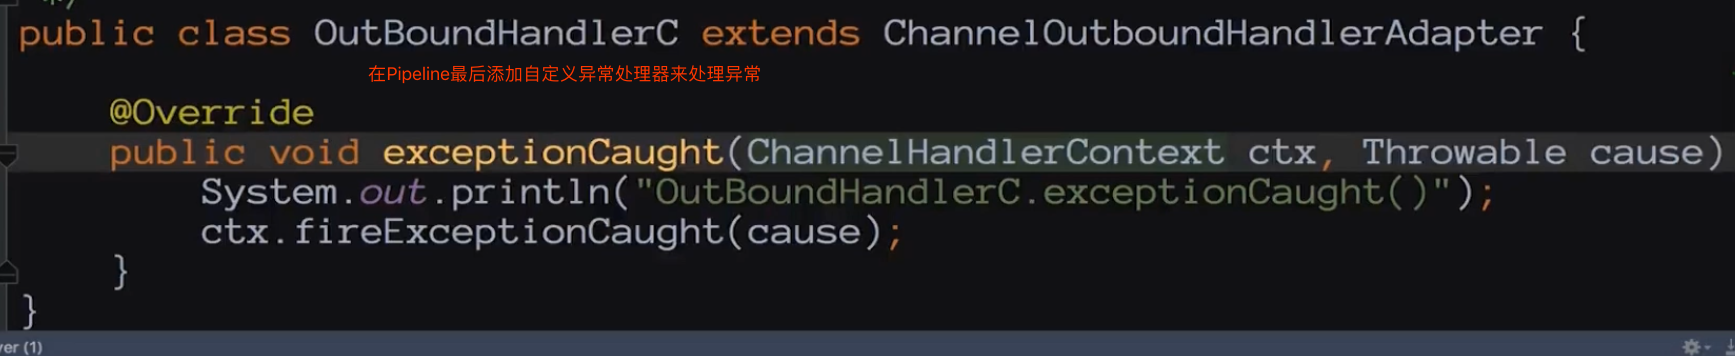 */
public class OutBoundHandlerC extends ChannelOutboundHandlerAdapter {
在Pipeline最后添加自定义异常处理器来处理异常
@Override
public void exceptionCaught(ChannelHandlerContext ctx, Throwable cause)
System.out.println("OutBoundHandlerC.exceptionCaught()");
ctx.fireExceptionCaught(cause);
}
}
ver (1)